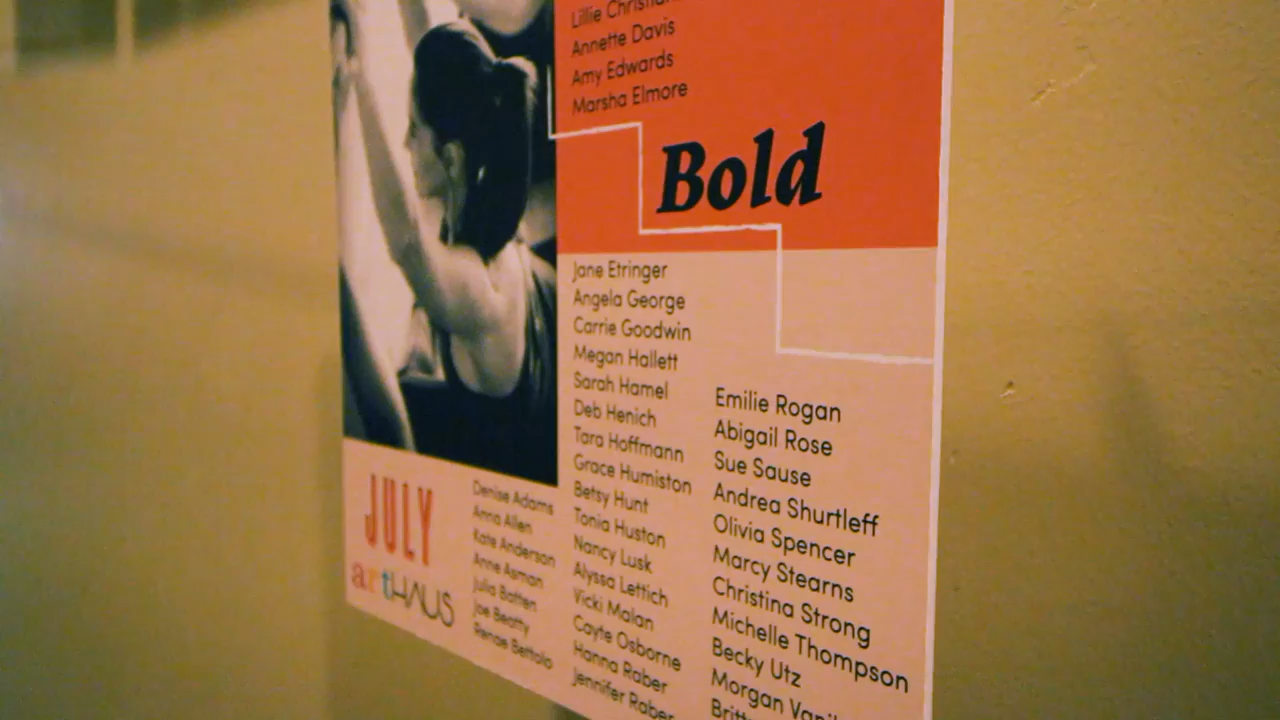 Lillie
Annette Davis
Amy Edwards
Marsha Elmore
Bold
Jane Etringer
Angela George
Carrie Goodwin
Megan Hallett
Sarah Hamel
Deb Henich
Tara Hoffmann
Grace Humiston
Betsy Hunt
Tonia Huston
Nancy Lusk
Alyssa Lettich
Vicki Malan
Cayte Osborne
Hanna Raber
Jennifer Raber
Emilie Rogan
Abigail Rose
Sue Sause
Andrea Shurtleff
Olivia Spencer
Marcy Stearns
Christina Strong
Michelle Thompson
Becky Utz
Morgan
JULY
artHAUS
Denise Adams
Anna Allen
Kate Anderson
Anne Asman
Julia Batten
Joe Beatty
Renae Bettolo